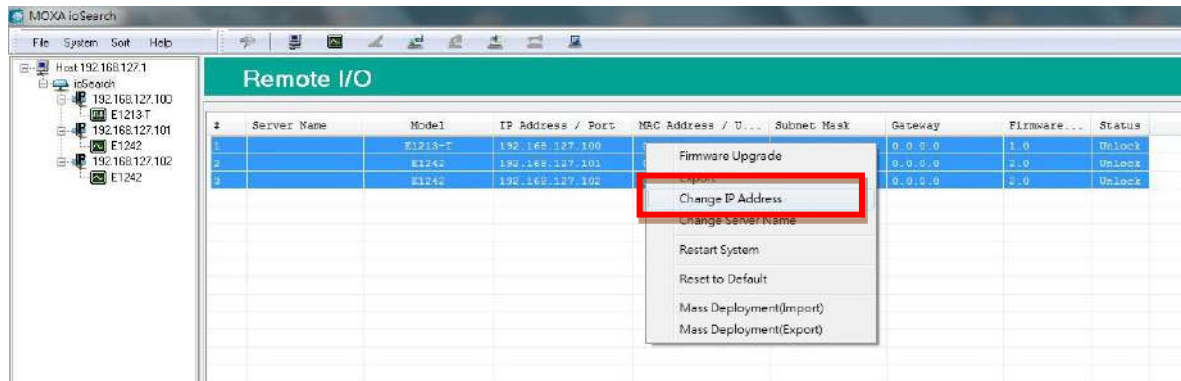 MOXA ioSearch
File System Sort Help
Host 192.168.127.1
ioSearch
192.168.127.100
E1213-T
192.168.127.101
E1242
192.168.127.102
E1242
Remote I/O
# Server Name Model IP Address / Port MAC Address / U... Subnet Mask Gateway Firmware... Status
1 E1213-T 192.168.127.100 0.0.0.0 1.0 Unlock
2 E1242 192.168.127.101 0.0.0.0 2.0 Unlock
3 E1242 192.168.127.102 0.0.0.0 2.0 Unlock
Firmware Upgrade
Export
Change IP Address
Change Server Name
Restart System
Reset to Default
Mass Deployment(Import)
Mass Deployment(Export)